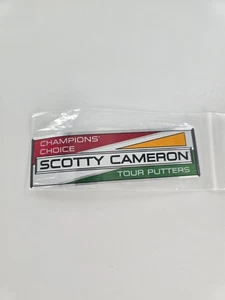 CHAMPIONS'
CHOICE
SCOTTY CAMERON
TOUR PUTTERS